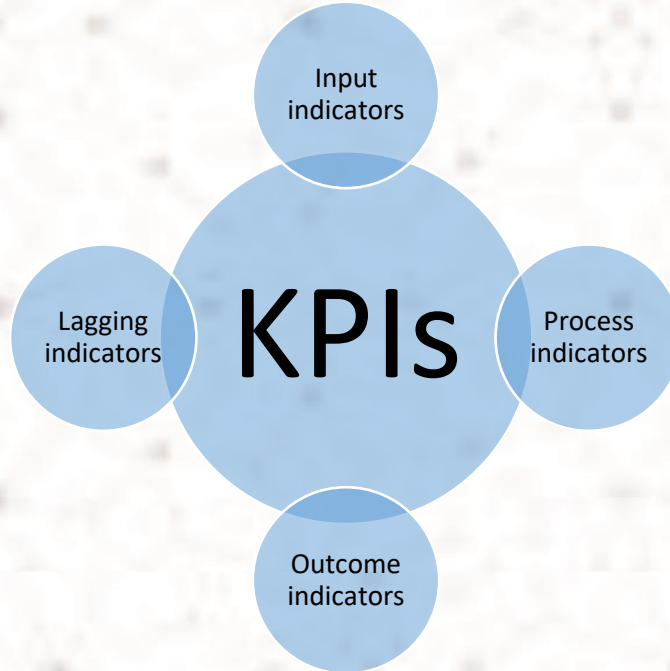 Input
indicators
Lagging
indicators
KPIs
Process
indicators
Outcome
indicators